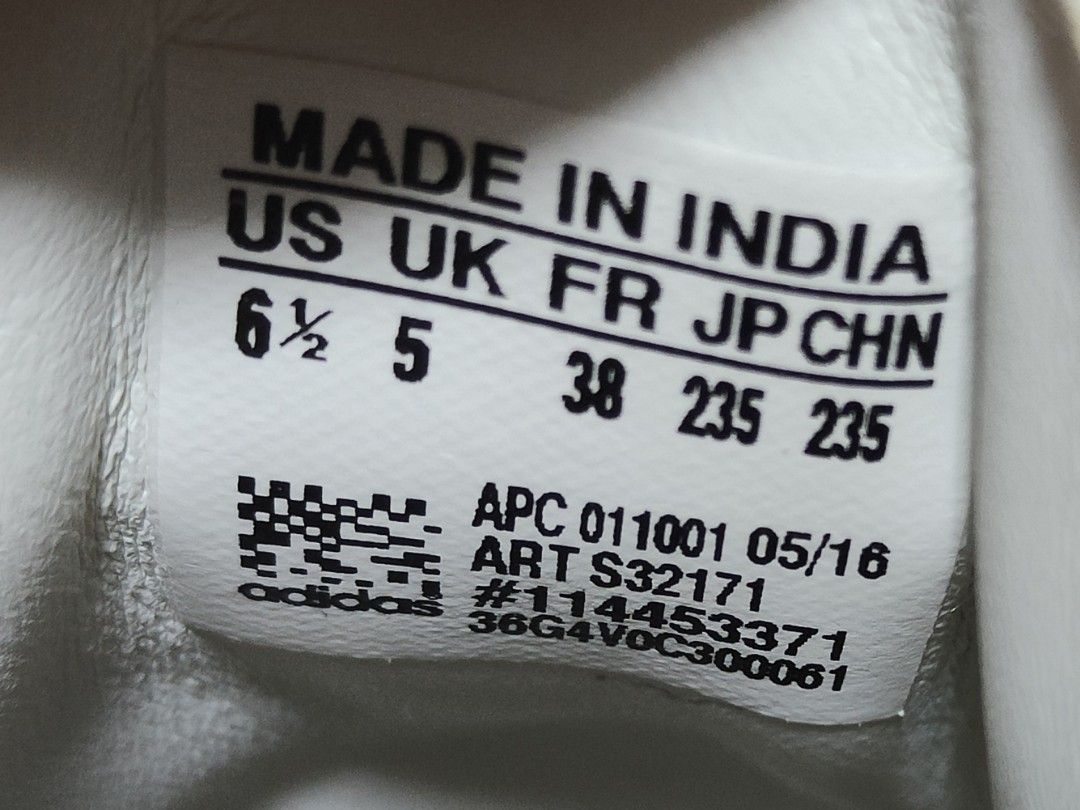 MADE IN INDIA
US UK FR JP CHN
6½ 5 38 235 235
APC 011001 05/16
ART S32171
#114453371
36G4V0C300061
adidas